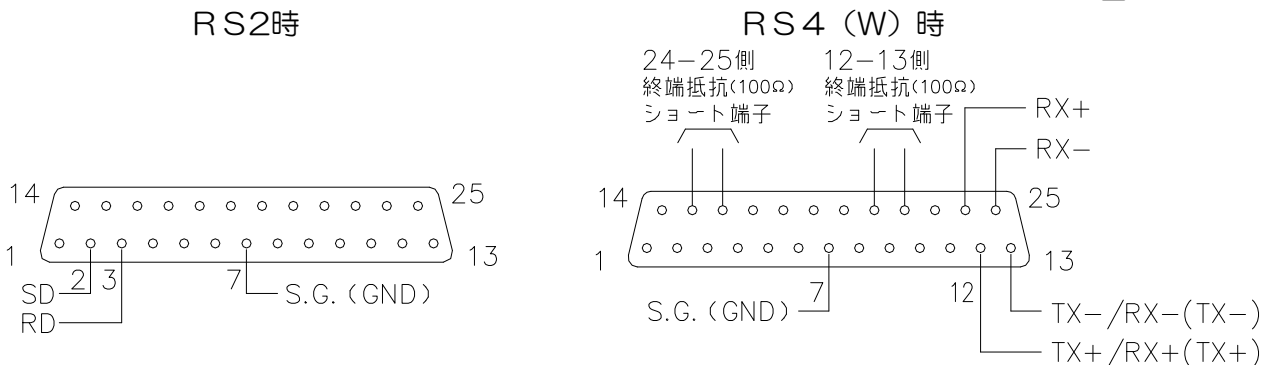 RS2時
14
25
1
13
2
3
7
SD
RD
S.G.(GND)
RS4(W)時
24-25側
終端抵抗(100Ω)
ショート端子
12-13側
終端抵抗(100Ω)
ショート端子
RX+
RX-
14
25
1
13
7
12
S.G.(GND)
TX-/RX-(TX-)
TX+/RX+(TX+)